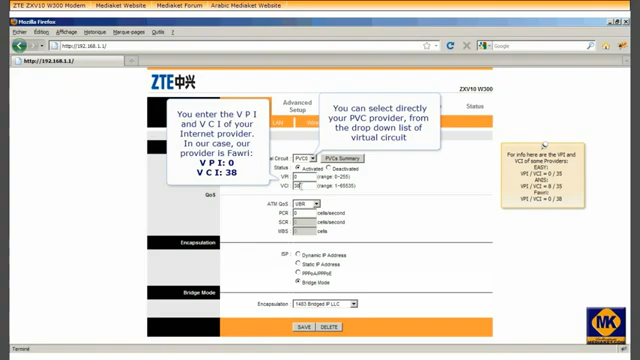 ZTE ZXV10 W300 Modem Mediaket Website Mediaket Forum Arabic Mediaket Website
Mozilla Firefox
Fichier Édition Affichage Historique Marque-pages Outils ?
http://192.168.1.1/
Google
http://192.168.1.1/
ZTE中兴
ZXV10 W300
Advanced
Setup
Status
LAN
You enter the V P I
and V C I of your
Internet provider.
In our case, our
provider is Fawri:
V P I: 0
V C I: 38
You can select directly
your PVC provider, from
the drop down list of
virtual circuit
For info here are the VPI and
VCI of some Providers:
EASY:
VPI / VCI = 0 / 35
ANIS:
VPI / VCI = 8 / 35
Fawri:
VPI / VCI = 0 / 38
Circuit: PVC0 PVCs Summary
Status : Activated Deactivated
VPI: 0 (range: 0~255)
VCI: 38 (range: 1~65535)
QoS
ATM QoS : UBR
PCR : 0 cells/second
SCR : 0 cells/second
MBS : 0 cells
Encapsulation
ISP : Dynamic IP Address
Static IP Address
PPPoA/PPPoE
Bridge Mode
Bridge Mode
Encapsulation : 1483 Bridged IP LLC
SAVE DELETE
MK
MEDIAKET.NET
Terminé